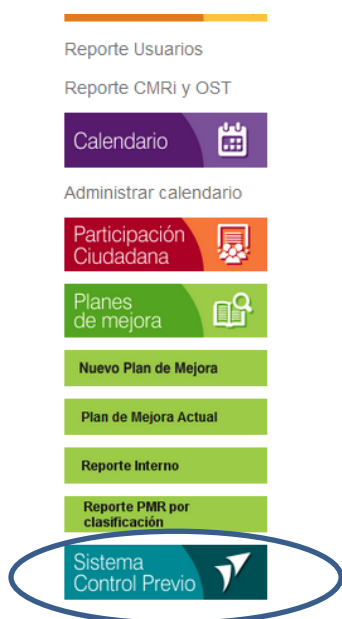 Reporte Usuarios
Reporte CMRi y OST
Calendario
Administrar calendario
Participación
Ciudadana
Planes
de mejora
Nuevo Plan de Mejora
Plan de Mejora Actual
Reporte Interno
Reporte PMR por
clasificación
Sistema
Control Previo